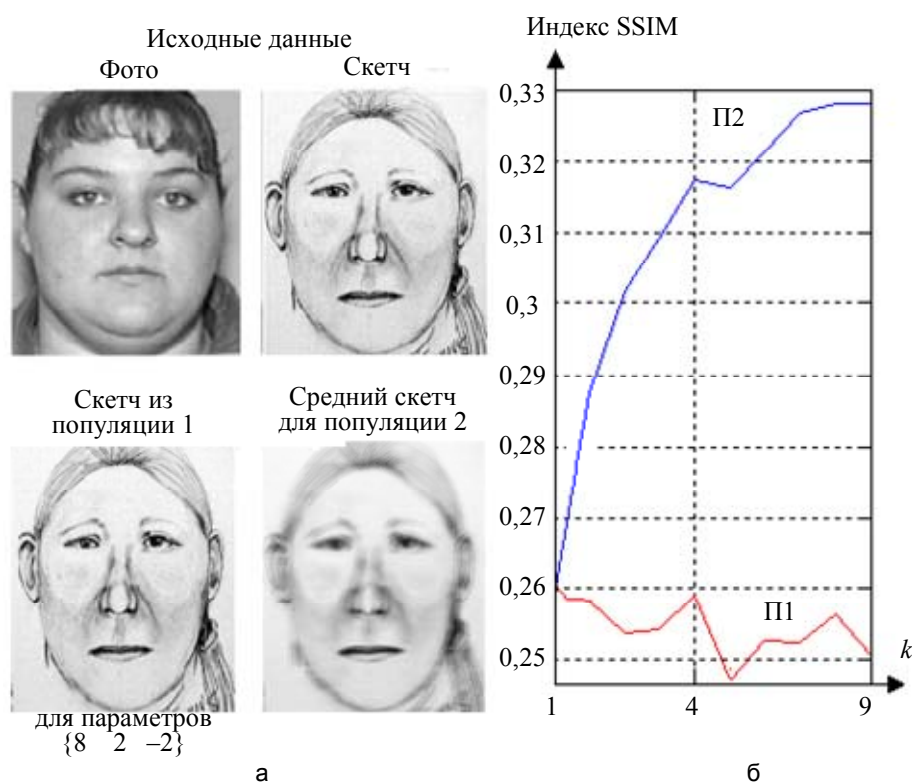 Исходные данные
Фото
Скетч
Скетч из
популяции 1
Средний скетч
для популяции 2
для параметров
{8 2 –2}
а
Индекс SSIM
0,33
0,32
0,31
0,3
0,29
0,28
0,27
0,26
0,25
П2
П1
k
1 4 9
б